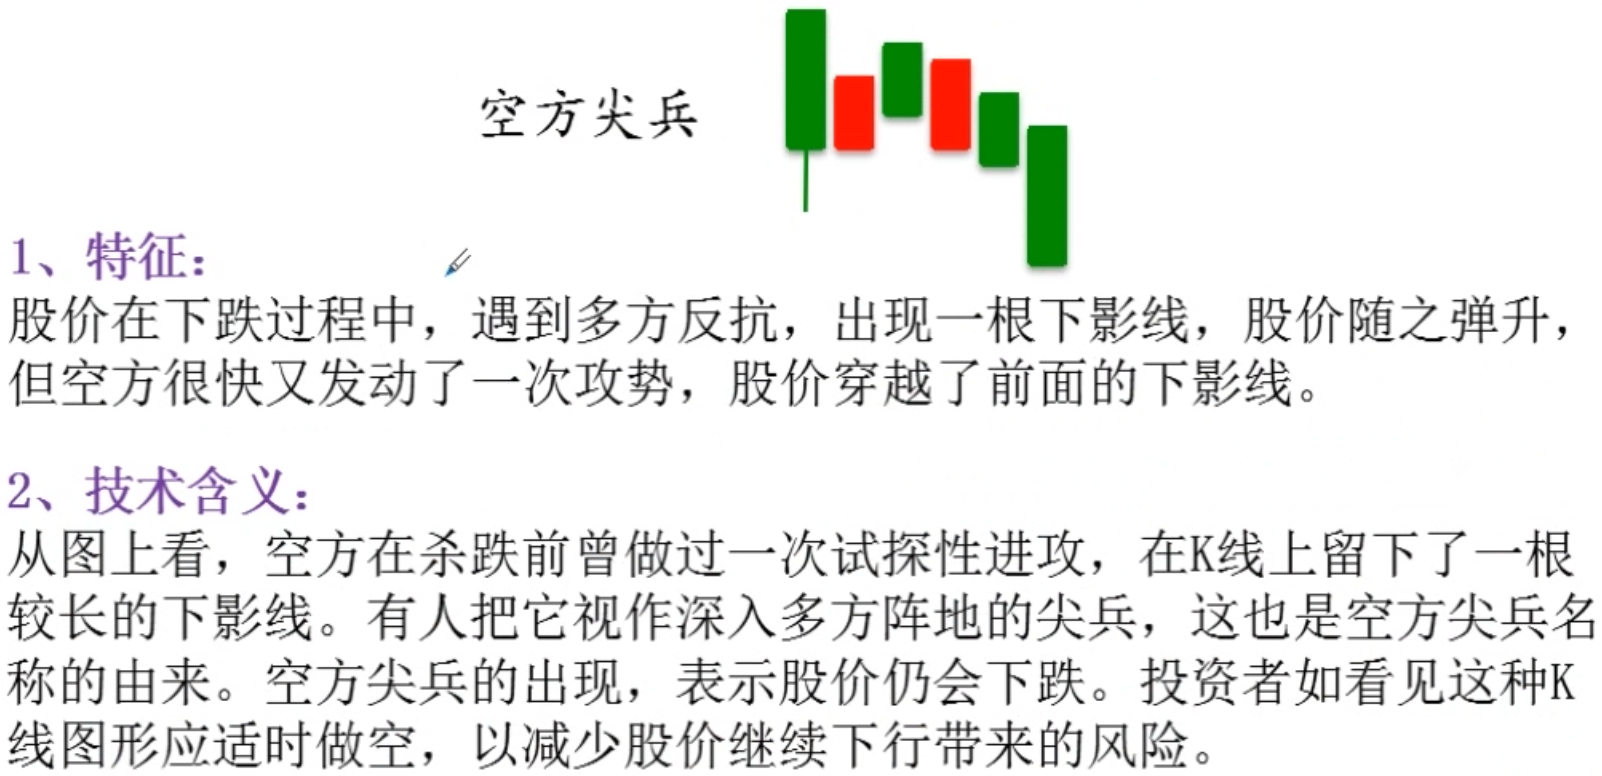 空方尖兵
1、特征：
股价在下跌过程中，遇到多方反抗，出现一根下影线，股价随之弹升，
但空方很快又发动了一次攻势，股价穿越了前面的下影线。
2、技术含义：
从图上看，空方在杀跌前曾做过一次试探性进攻，在K线上留下了一根
较长的下影线。有人把它视作深入多方阵地的尖兵，这也是空方尖兵名
称的由来。空方尖兵的出现，表示股价仍会下跌。投资者如看见这种K
线图形应适时做空，以减少股价继续下行带来的风险。